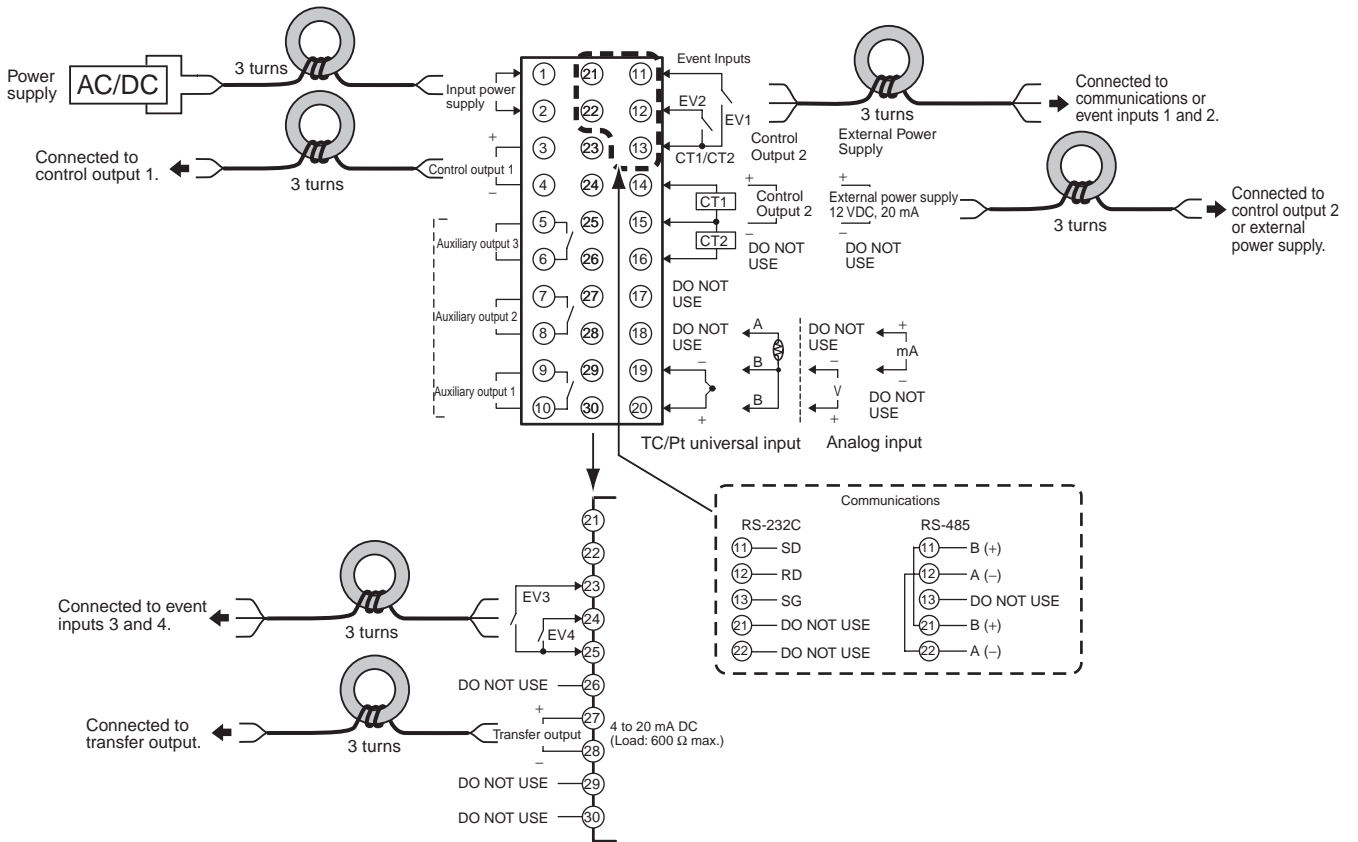 Power
supply
AC/DC
3 turns
Input power
supply
Connected to
control output 1.
3 turns
+
Control output 1
−
Auxiliary output 3
Auxiliary output 2
Auxiliary output 1
1 21 11
2 22 12
3 23 13
4 24 14
5 25 15
6 26 16
7 27 17
8 28 18
9 29 19
10 30 20
Event Inputs
EV2
EV1
CT1/CT2
CT1
CT2
Control
Output 2
+
Control
Output 2
−
DO NOT
USE
External Power
Supply
+
External power supply
12 VDC, 20 mA
−
DO NOT
USE
3 turns
Connected to
communications or
event inputs 1 and 2.
3 turns
Connected to
control output 2
or external
power supply.
DO NOT
USE
DO NOT
USE
−
+
A
B
B
TC/Pt universal input
DO NOT
USE
−
V
+
+
mA
−
DO NOT
USE
Analog input
Communications
RS-232C
11 SD
12 RD
13 SG
21 DO NOT USE
22 DO NOT USE
RS-485
11 B (+)
12 A (−)
13 DO NOT USE
21 B (+)
22 A (−)
21
22
23
24
25
EV3
EV4
Connected to event
inputs 3 and 4.
3 turns
DO NOT USE 26
Connected to
transfer output.
3 turns
+
Transfer output
−
27
28
4 to 20 mA DC
(Load: 600 Ω max.)
DO NOT USE 29
DO NOT USE 30